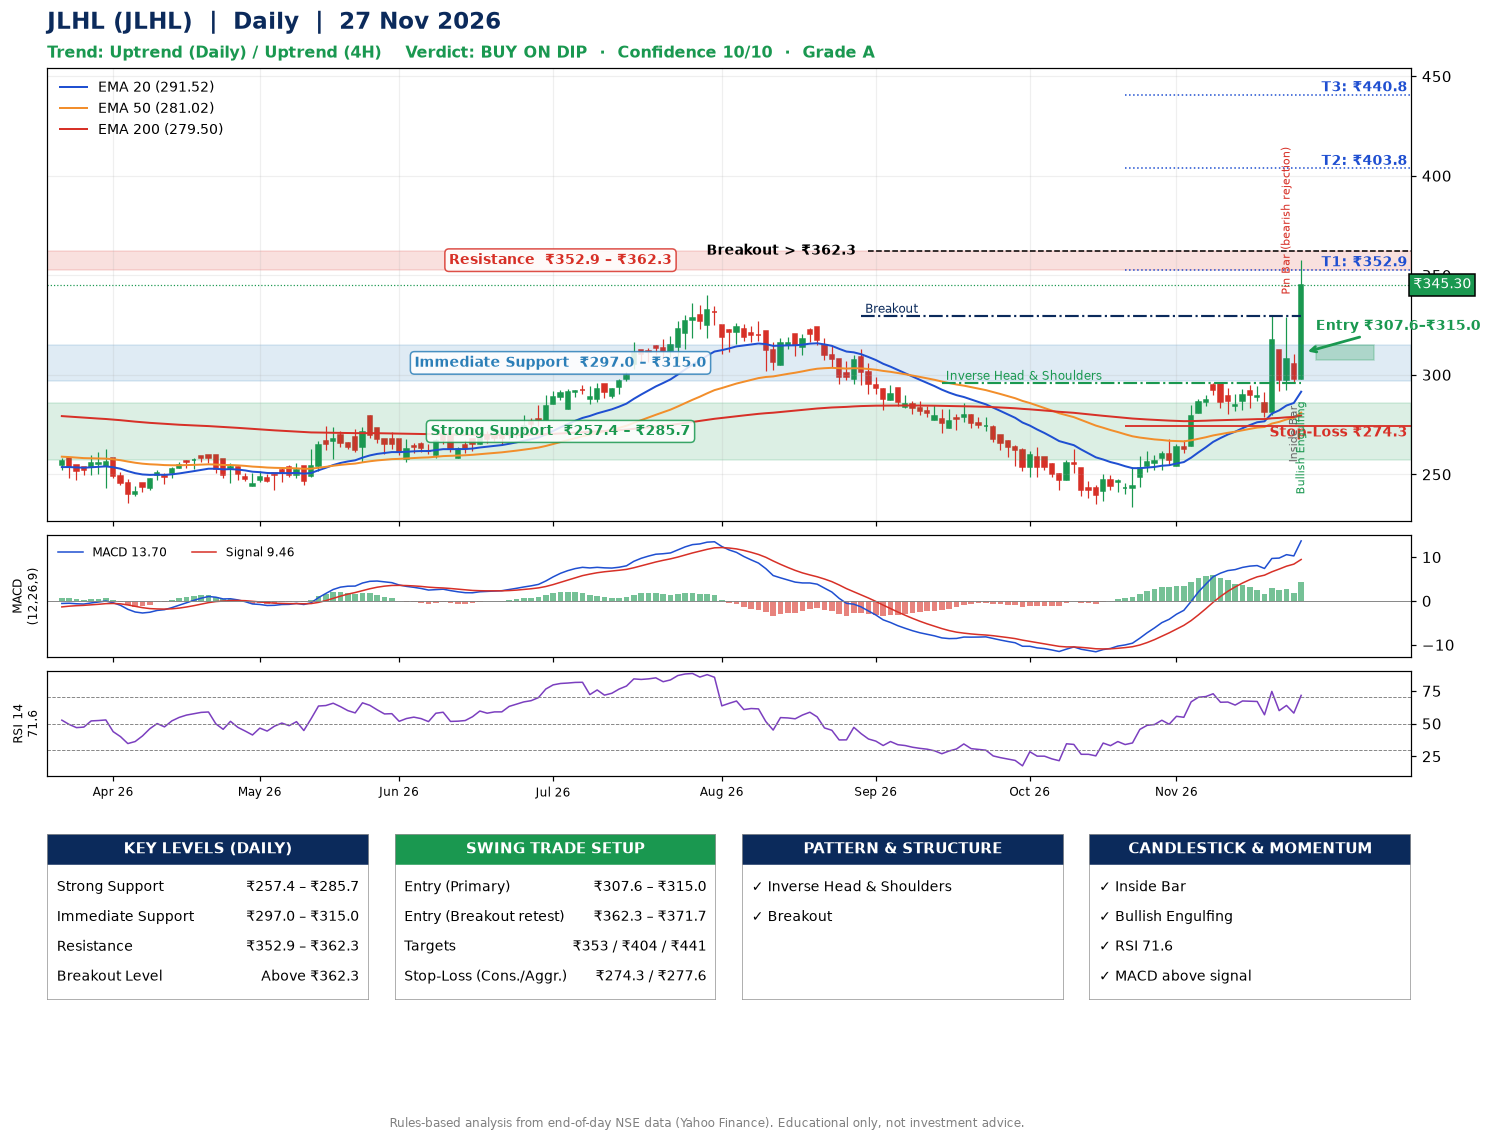 JLHL (JLHL)  |  Daily  |  27 Nov 2026
Trend: Uptrend (Daily) / Uptrend (4H)    Verdict: BUY ON DIP  ·  Confidence 10/10  ·  Grade A
EMA 20 (291.52)
EMA 50 (281.02)
EMA 200 (279.50)
T3: ₹440.8
T2: ₹403.8
Pin Bar (bearish rejection)
Breakout > ₹362.3
Resistance  ₹352.9 – ₹362.3
T1: ₹352.9
₹345.30
Breakout
Entry ₹307.6–₹315.0
Immediate Support  ₹297.0 – ₹315.0
Inverse Head & Shoulders
Strong Support  ₹257.4 – ₹285.7
Stop-Loss ₹274.3
Inside Bar
Bullish Engulfing
450
400
350
300
250
MACD 13.70
Signal 9.46
MACD
(12,26,9)
10
0
−10
RSI 14
71.6
75
50
25
Apr 26
May 26
Jun 26
Jul 26
Aug 26
Sep 26
Oct 26
Nov 26
KEY LEVELS (DAILY)
Strong Support ₹257.4 – ₹285.7
Immediate Support ₹297.0 – ₹315.0
Resistance ₹352.9 – ₹362.3
Breakout Level Above ₹362.3
SWING TRADE SETUP
Entry (Primary) ₹307.6 – ₹315.0
Entry (Breakout retest) ₹362.3 – ₹371.7
Targets ₹353 / ₹404 / ₹441
Stop-Loss (Cons./Aggr.) ₹274.3 / ₹277.6
PATTERN & STRUCTURE
✓ Inverse Head & Shoulders
✓ Breakout
CANDLESTICK & MOMENTUM
✓ Inside Bar
✓ Bullish Engulfing
✓ RSI 71.6
✓ MACD above signal
Rules-based analysis from end-of-day NSE data (Yahoo Finance). Educational only, not investment advice.